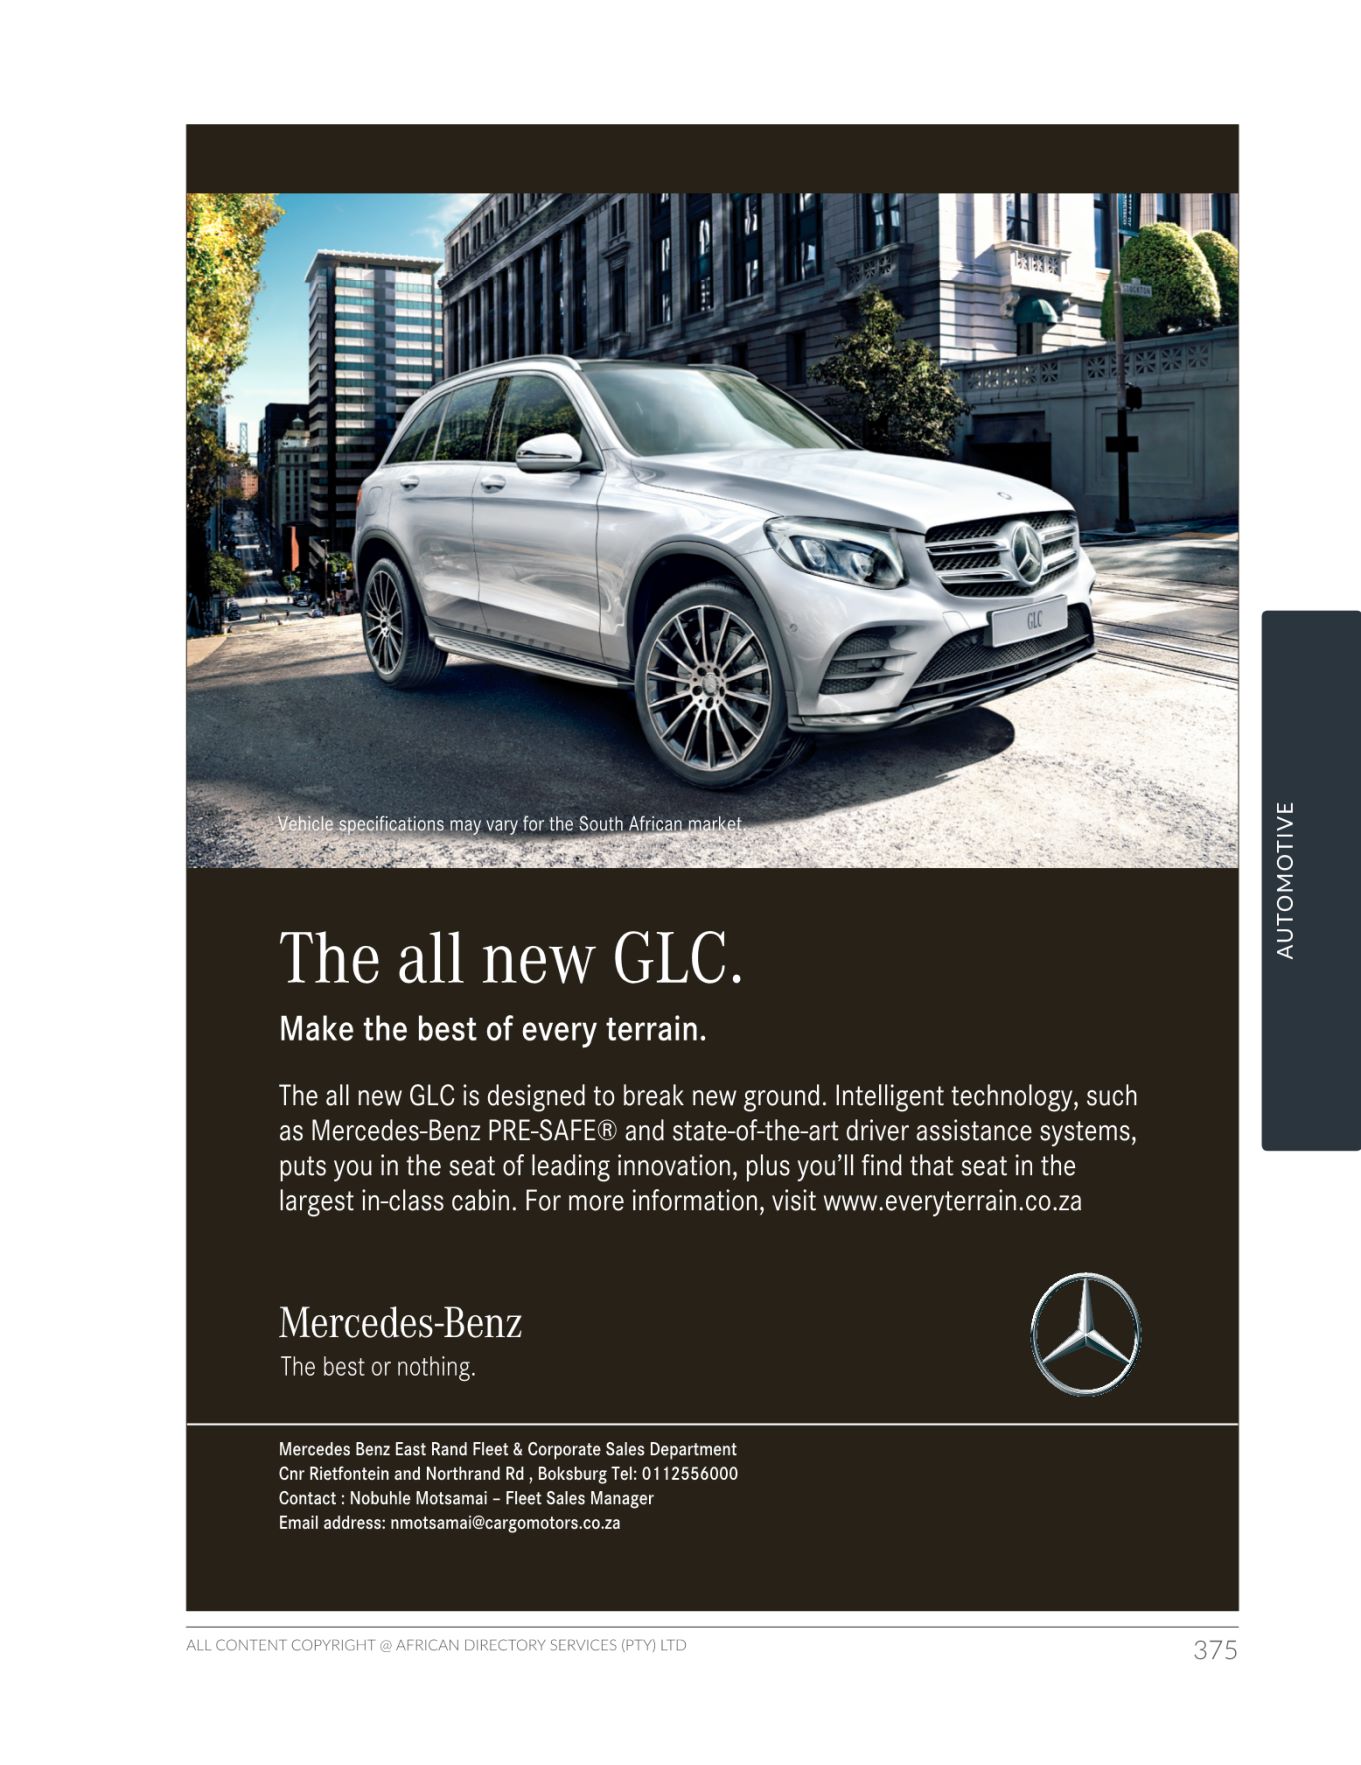 STOCKTON
GLC
Vehicle specifications may vary for the South African market.
AUTOMOTIVE
The all new GLC.
Make the best of every terrain.
The all new GLC is designed to break new ground. Intelligent technology, such
as Mercedes-Benz PRE-SAFE® and state-of-the-art driver assistance systems,
puts you in the seat of leading innovation, plus you’ll find that seat in the
largest in-class cabin. For more information, visit www.everyterrain.co.za
Mercedes-Benz
The best or nothing.
Mercedes Benz East Rand Fleet & Corporate Sales Department
Cnr Rietfontein and Northrand Rd , Boksburg Tel: 0112556000
Contact : Nobuhle Motsamai – Fleet Sales Manager
Email address: nmotsamai@cargomotors.co.za
ALL CONTENT COPYRIGHT @ AFRICAN DIRECTORY SERVICES (PTY) LTD
375